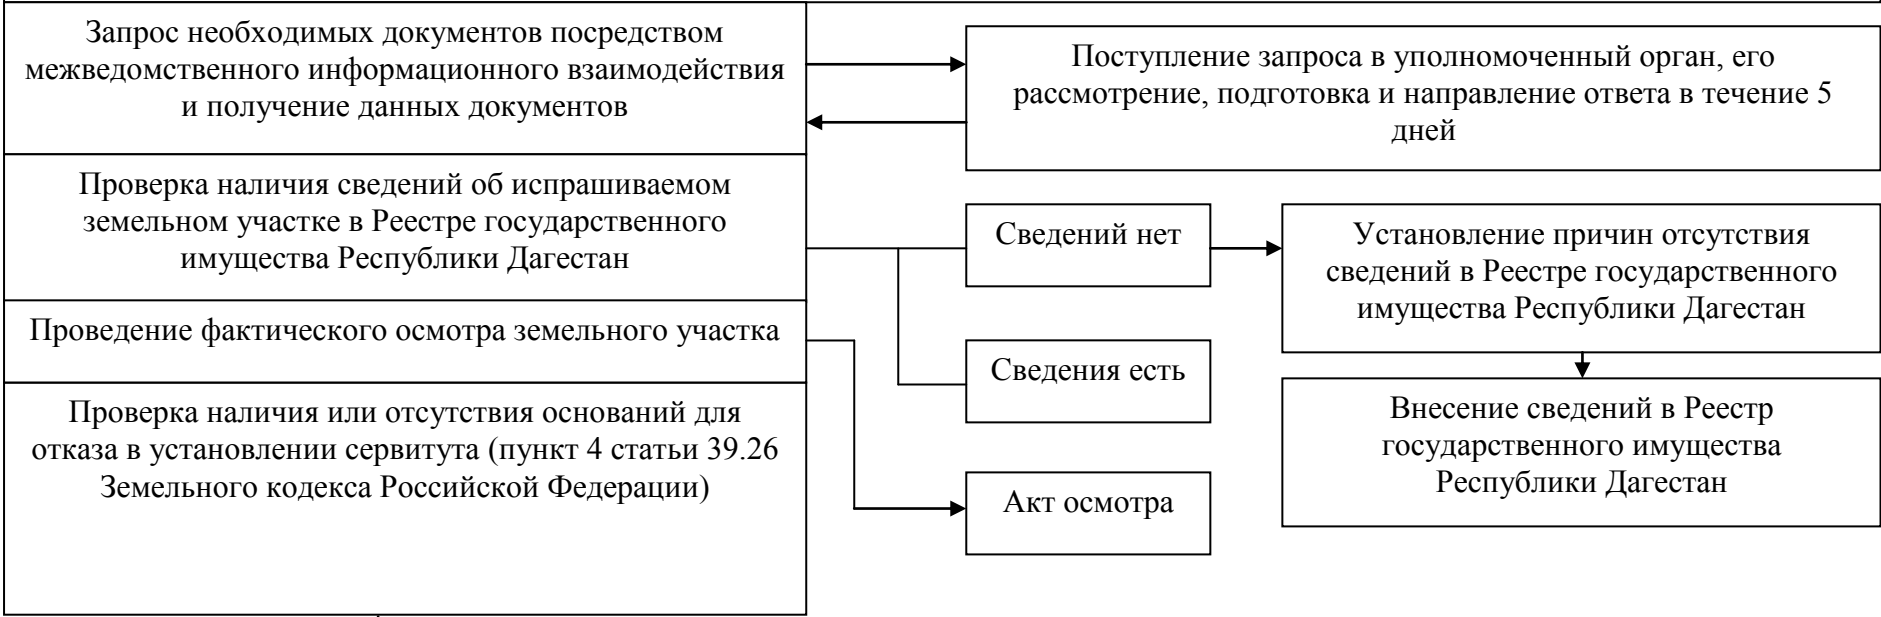 Запрос необходимых документов посредством
межведомственного информационного взаимодействия
и получение данных документов
Поступление запроса в уполномоченный орган, его
рассмотрение, подготовка и направление ответа в течение 5
дней
Проверка наличия сведений об испрашиваемом
земельном участке в Реестре государственного
имущества Республики Дагестан
Сведений нет
Установление причин отсутствия
сведений в Реестре государственного
имущества Республики Дагестан
Проведение фактического осмотра земельного участка
Сведения есть
Внесение сведений в Реестр
государственного имущества
Республики Дагестан
Проверка наличия или отсутствия оснований для
отказа в установлении сервитута (пункт 4 статьи 39.26
Земельного кодекса Российской Федерации)
Акт осмотра